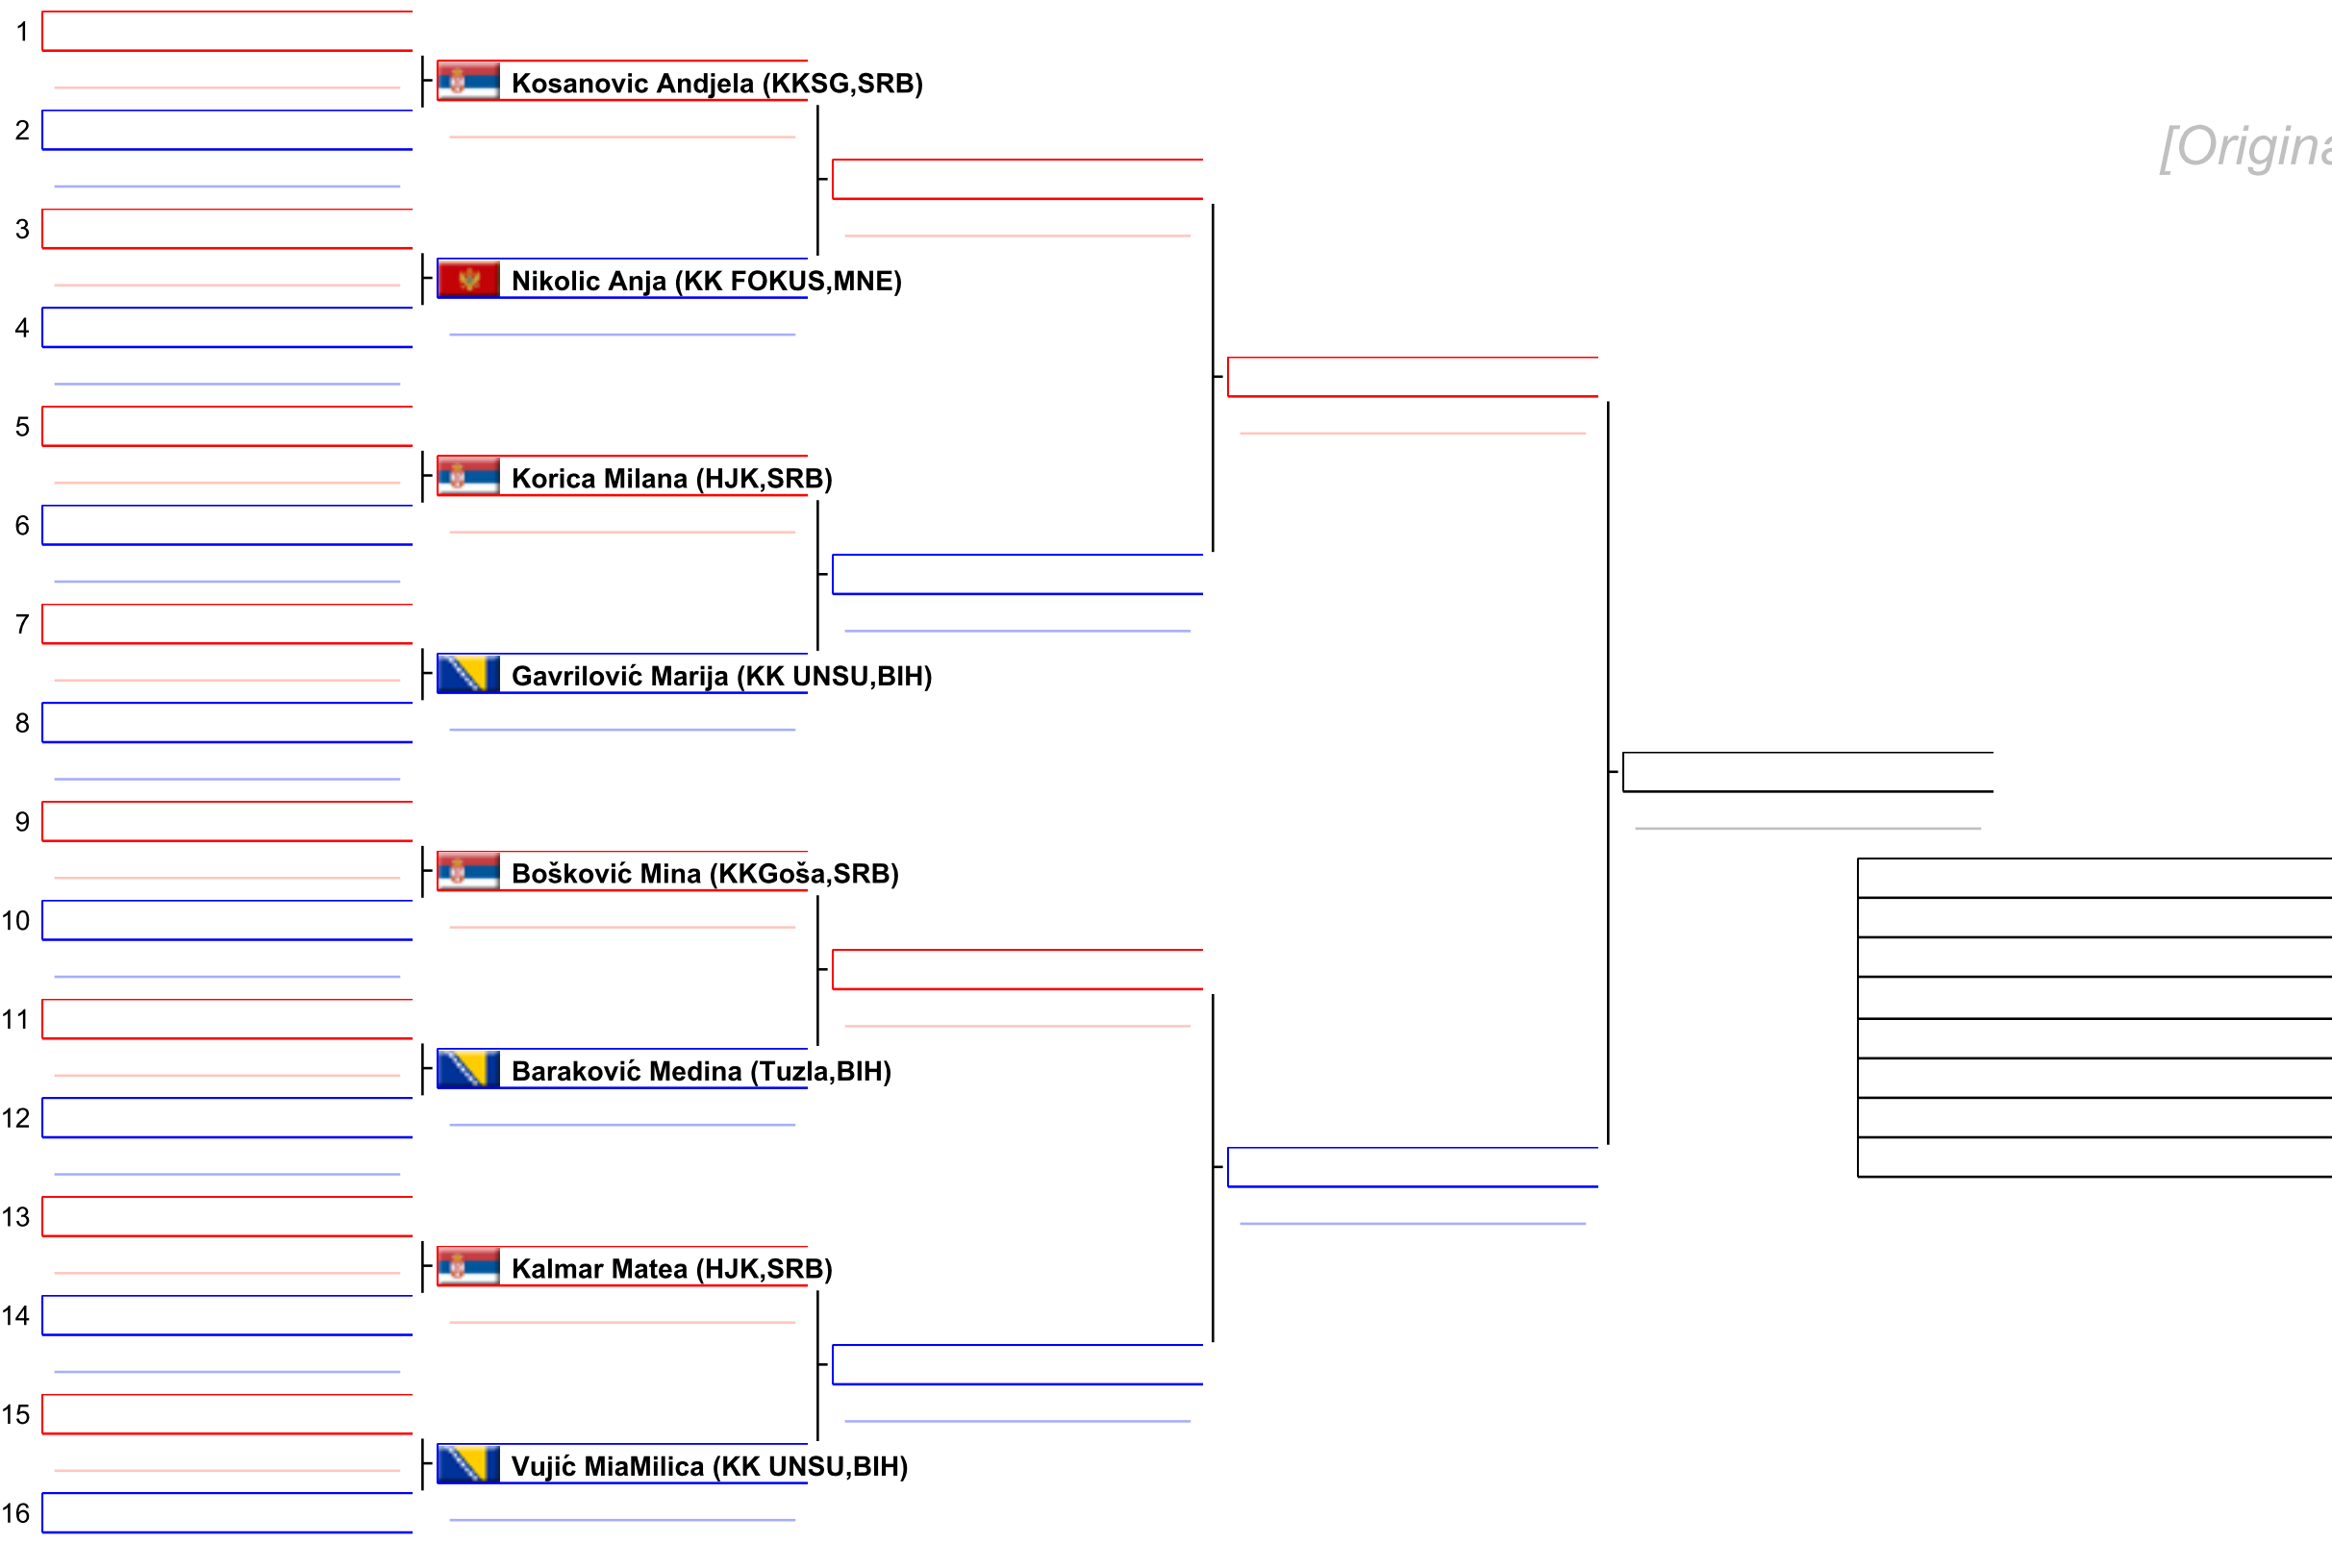 1
Kosanovic Andjela (KKSG,SRB)
2
[Origina
3
Nikolic Anja (KK FOKUS,MNE)
4
5
Korica Milana (HJK,SRB)
6
7
Gavrilović Marija (KK UNSU,BIH)
8
9
Bošković Mina (KKGoša,SRB)
10
11
Baraković Medina (Tuzla,BIH)
12
13
Kalmar Matea (HJK,SRB)
14
15
Vujić MiaMilica (KK UNSU,BIH)
16